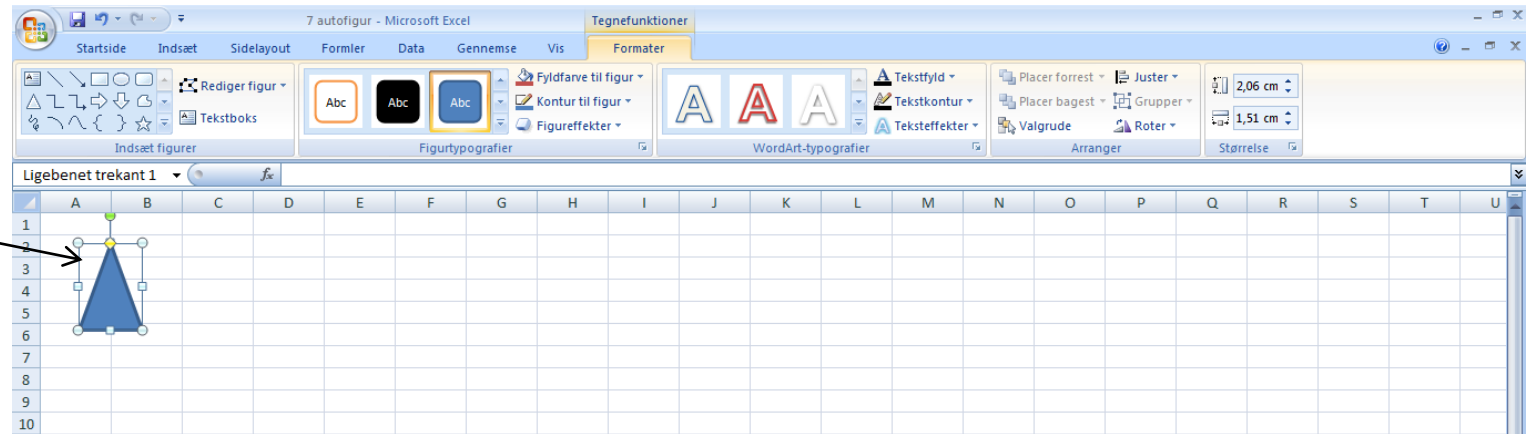 7 autofigur - Microsoft Excel Tegnefunktioner
Startside Indsæt Sidelayout Formler Data Gennemse Vis Formater
Rediger figur
Tekstboks
Indsæt figurer
Abc Abc Abc
Fyldfarve til figur
Kontur til figur
Figureffekter
Figurtypografier
A A A
WordArt-typografier
Tekstfyld
Tekstkontur
Teksteffekter
Placer forrest
Placer bagest
Valgrude
Juster
Grupper
Roter
Arranger
2,06 cm
1,51 cm
Størrelse
Ligebenet trekant 1 fx
A B C D E F G H I J K L M N O P Q R S T U
1
2
3
4
5
6
7
8
9
10